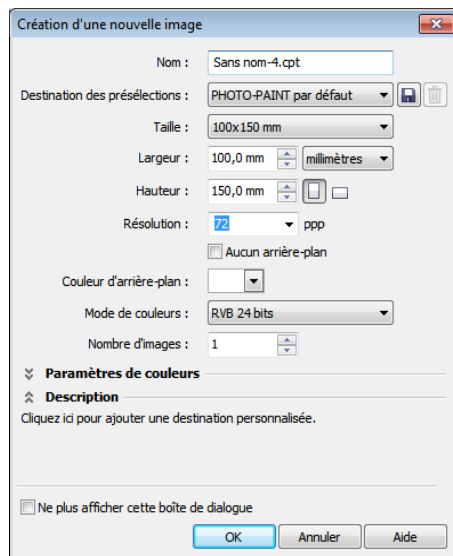 Création d'une nouvelle image
Nom : Sans nom-4.cpt
Destination des présélections : PHOTO-PAINT par défaut
Taille : 100x150 mm
Largeur : 100,0 mm millimètres
Hauteur : 150,0 mm
Résolution : 72 ppp
Aucun arrière-plan
Couleur d'arrière-plan :
Mode de couleurs : RVB 24 bits
Nombre d'images : 1
Paramètres de couleurs
Description
Cliquez ici pour ajouter une destination personnalisée.
Ne plus afficher cette boîte de dialogue
OK Annuler Aide